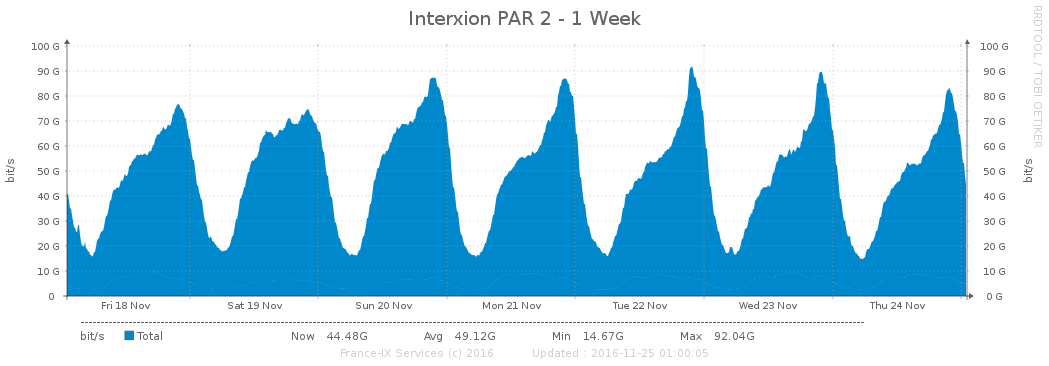 Interxion PAR 2 - 1 Week
RRDTOOL / TOBI OETIKER
100 G 100 G
90 G 90 G
80 G 80 G
70 G 70 G
60 G 60 G
50 G 50 G
40 G 40 G
30 G 30 G
20 G 20 G
10 G 10 G
0 0 G
bit/s bit/s
Fri 18 Nov Sat 19 Nov Sun 20 Nov Mon 21 Nov Tue 22 Nov Wed 23 Nov Thu 24 Nov
bit/s Total Now 44.48G Avg 49.12G Min 14.67G Max 92.04G
France-IX Services (c) 2016 Updated : 2016-11-25 01:00:05